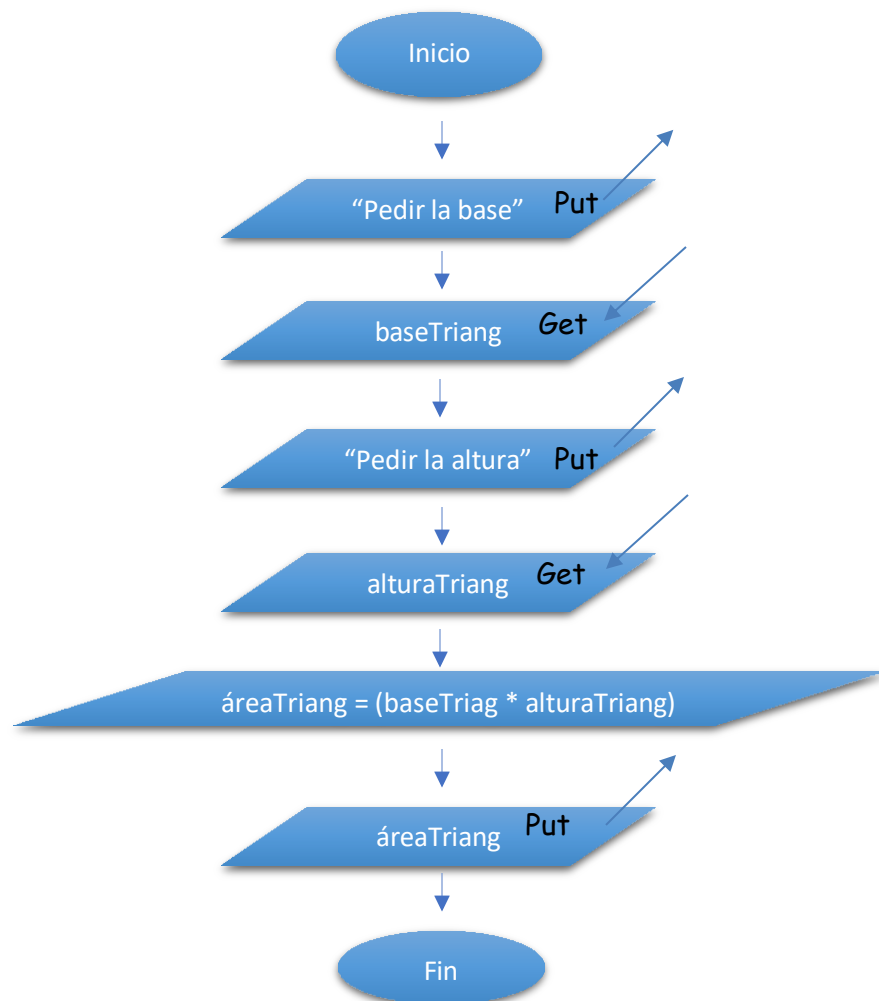 Inicio
“Pedir la base” Put
baseTriang Get
“Pedir la altura” Put
alturaTriang Get
áreaTriang = (baseTriag * alturaTriang)
áreaTriang Put
Fin